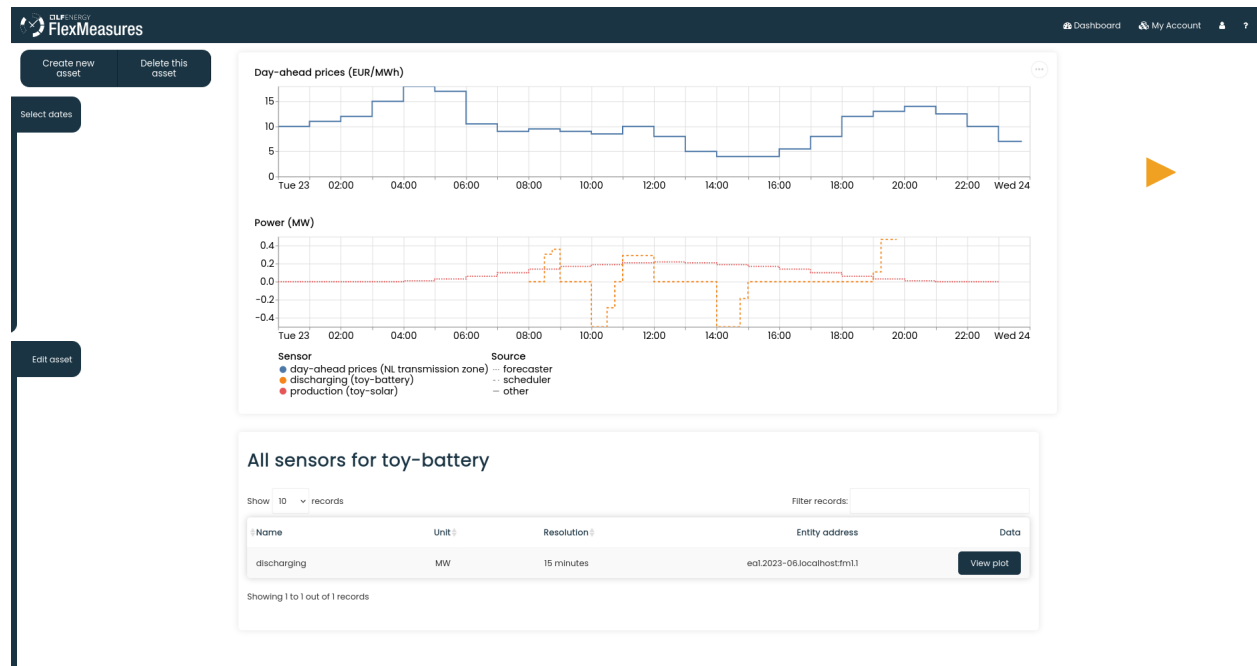 LFENERGY
FlexMeasures
Dashboard My Account ?
Create new asset
Delete this asset
Select dates
Edit asset
Day-ahead prices (EUR/MWh)
15
10
5
0
Tue 23 02:00 04:00 06:00 08:00 10:00 12:00 14:00 16:00 18:00 20:00 22:00 Wed 24
Power (MW)
0.4
0.2
0.0
−0.2
−0.4
Tue 23 02:00 04:00 06:00 08:00 10:00 12:00 14:00 16:00 18:00 20:00 22:00 Wed 24
Sensor Source
day-ahead prices (NL transmission zone) forecaster
discharging (toy-battery) scheduler
production (toy-solar) other
All sensors for toy-battery
Show 10 records Filter records:
Name Unit Resolution Entity address Data
discharging MW 15 minutes ea1.2023-06.localhost:fm1.1 View plot
Showing 1 to 1 out of 1 records